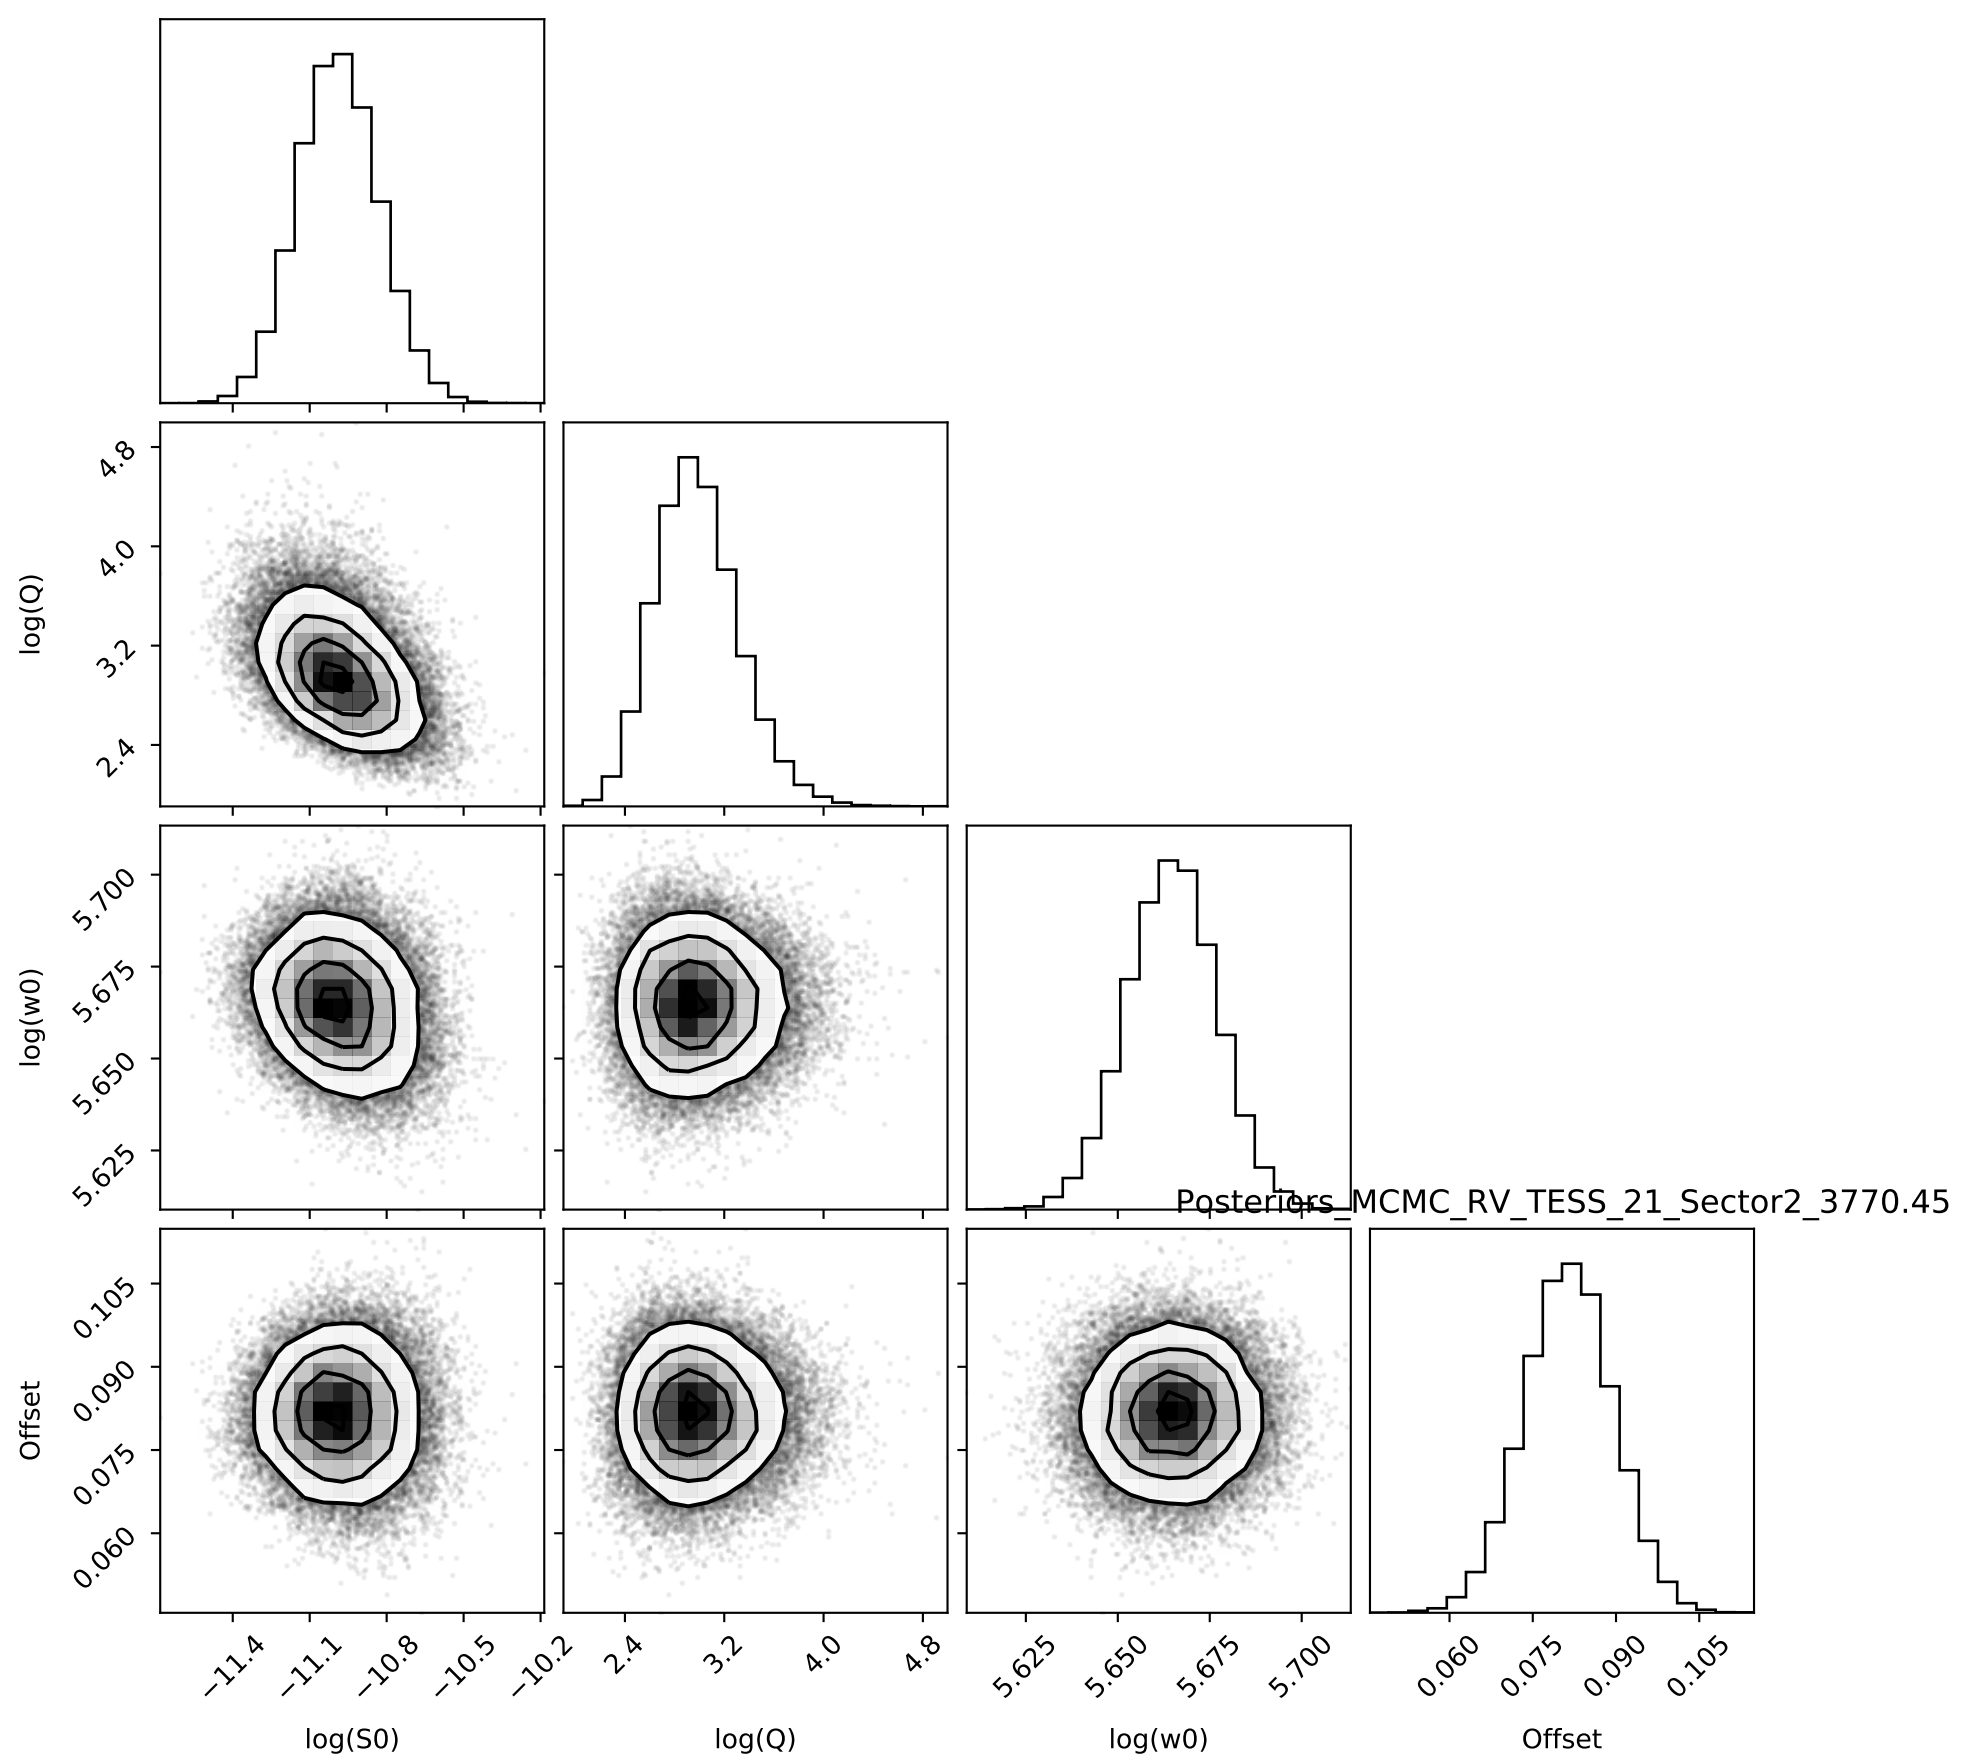 4.8
4.0
3.2
2.4
log(Q)
5.700
5.675
5.650
5.625
log(w0)
Posteriors_MCMC_RV_TESS_21_Sector2_3770.45
0.105
0.090
0.075
0.060
Offset
−11.4 −11.1 −10.8 −10.5 −10.2 2.4 3.2 4.0 4.8 5.625 5.650 5.675 5.700 0.060 0.075 0.090 0.105
log(S0) log(Q) log(w0) Offset